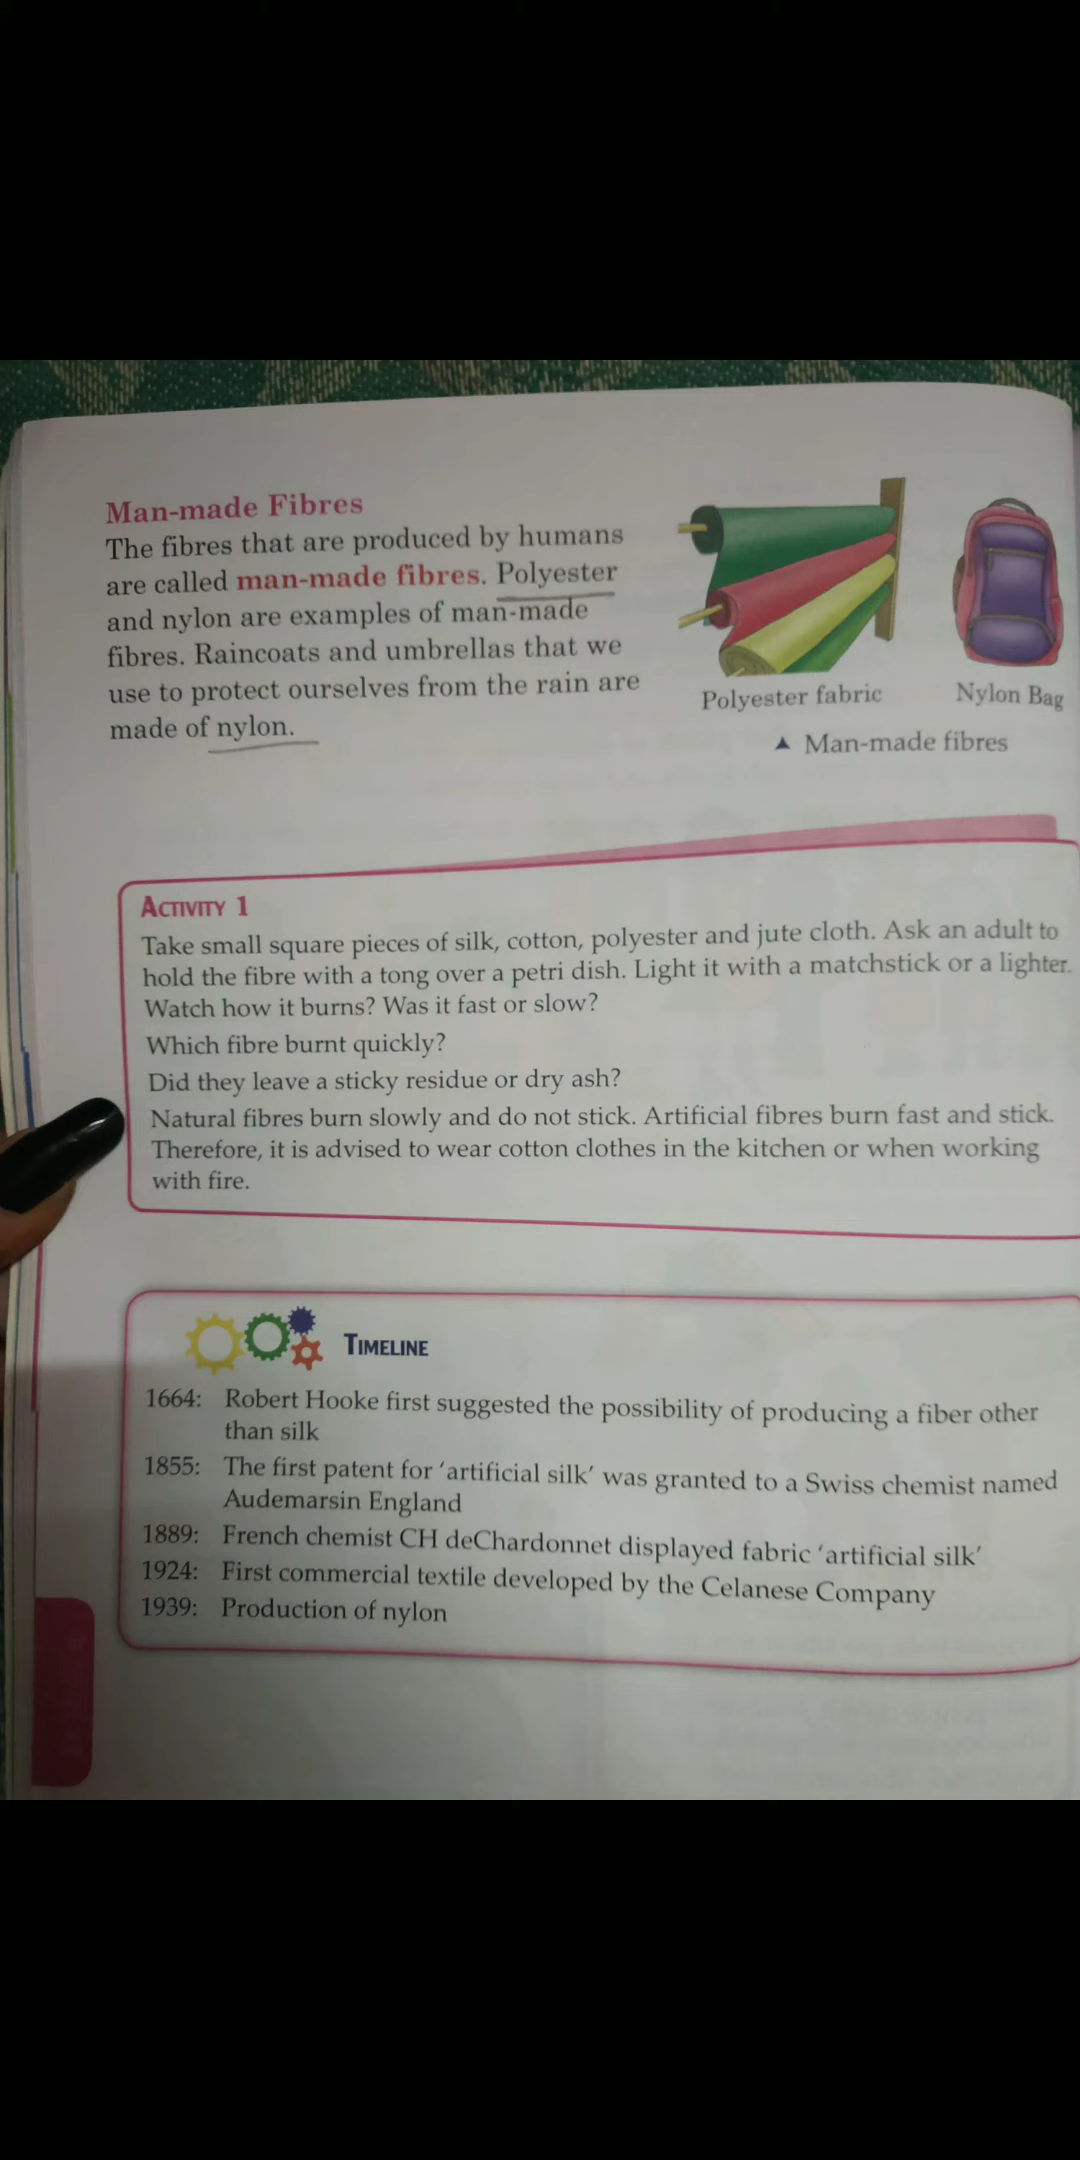 Man-made Fibres
The fibres that are produced by humans
are called man-made fibres. Polyester
and nylon are examples of man-made
fibres. Raincoats and umbrellas that we
use to protect ourselves from the rain are
made of nylon.
Polyester fabric
Nylon Bag
▲ Man-made fibres
ACTIVITY 1
Take small square pieces of silk, cotton, polyester and jute cloth. Ask an adult to
hold the fibre with a tong over a petri dish. Light it with a matchstick or a lighter.
Watch how it burns? Was it fast or slow?
Which fibre burnt quickly?
Did they leave a sticky residue or dry ash?
Natural fibres burn slowly and do not stick. Artificial fibres burn fast and stick.
Therefore, it is advised to wear cotton clothes in the kitchen or when working
with fire.
TIMELINE
1664: Robert Hooke first suggested the possibility of producing a fiber other
than silk
1855: The first patent for ‘artificial silk’ was granted to a Swiss chemist named
Audemarsin England
1889: French chemist CH deChardonnet displayed fabric ‘artificial silk’
1924: First commercial textile developed by the Celanese Company
1939: Production of nylon